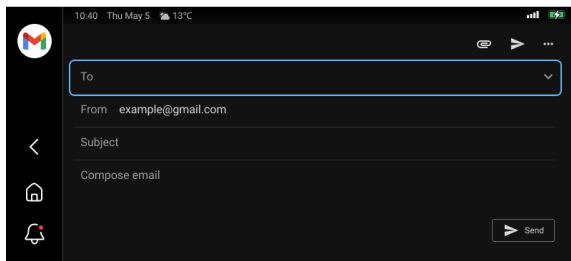 10:40 Thu May 5 13°C
To
From example@gmail.com
Subject
Compose email
Send